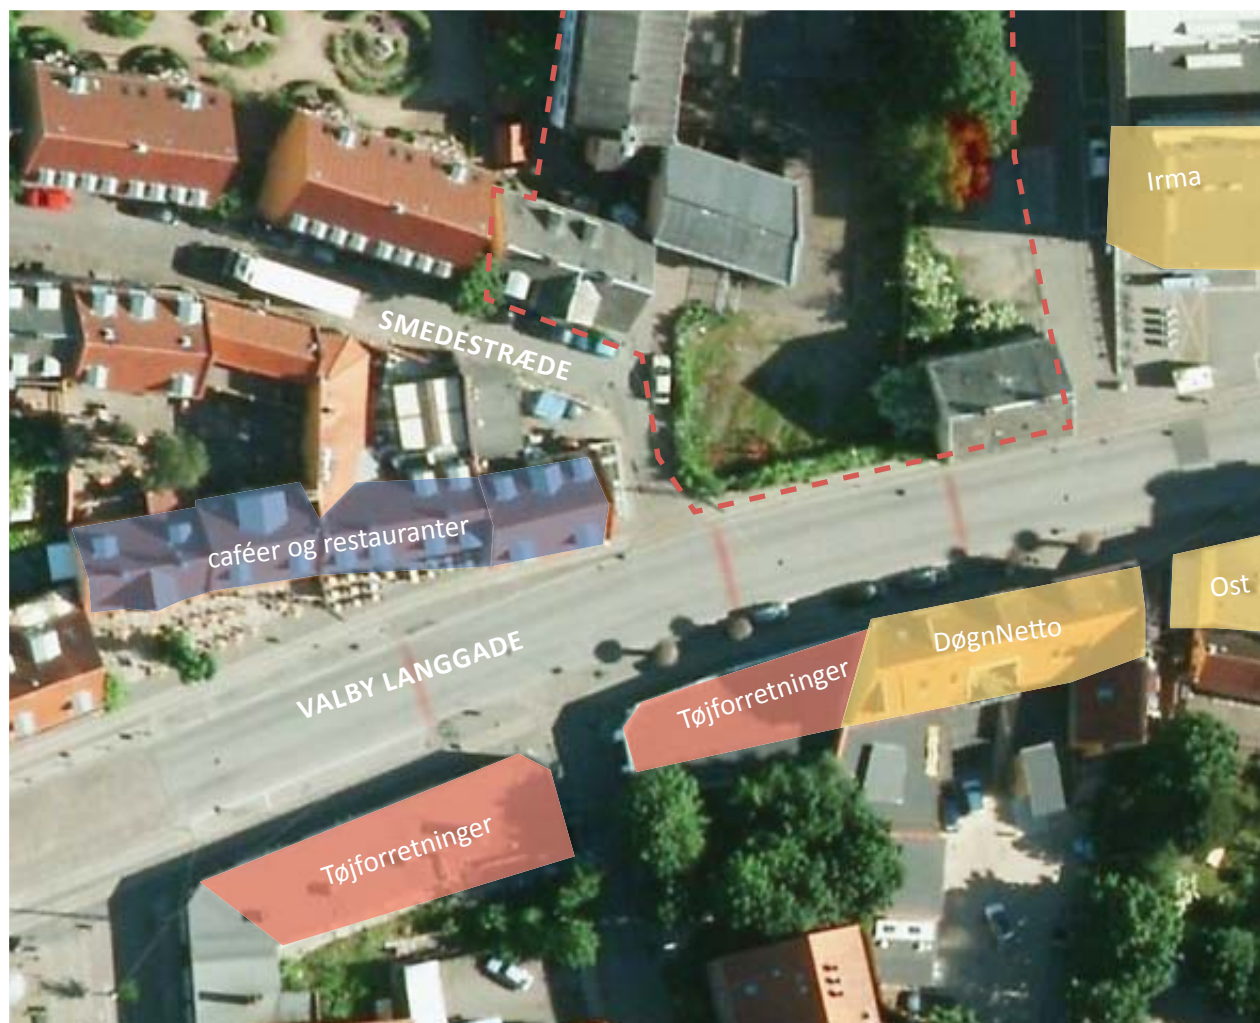 Irma
SMEDESTRÆDE
caféer og restauranter
Ost
DøgnNetto
VALBY LANGGADE
Tøjforretninger
Tøjforretninger